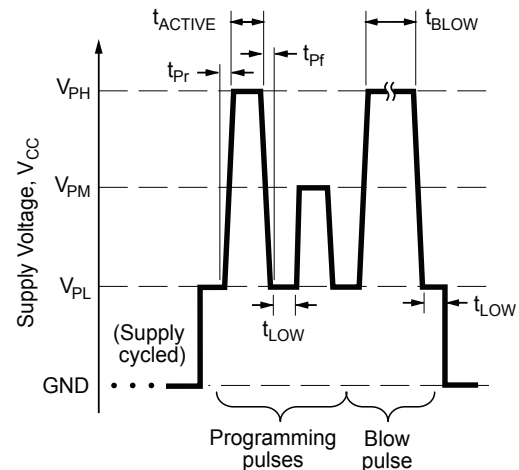 tACTIVE
tBLOW
tPr
tPf
VPH
VPM
VPL
GND
Supply Voltage, VCC
(Supply
cycled)
tLOW
tLOW
Programming
pulses
Blow
pulse